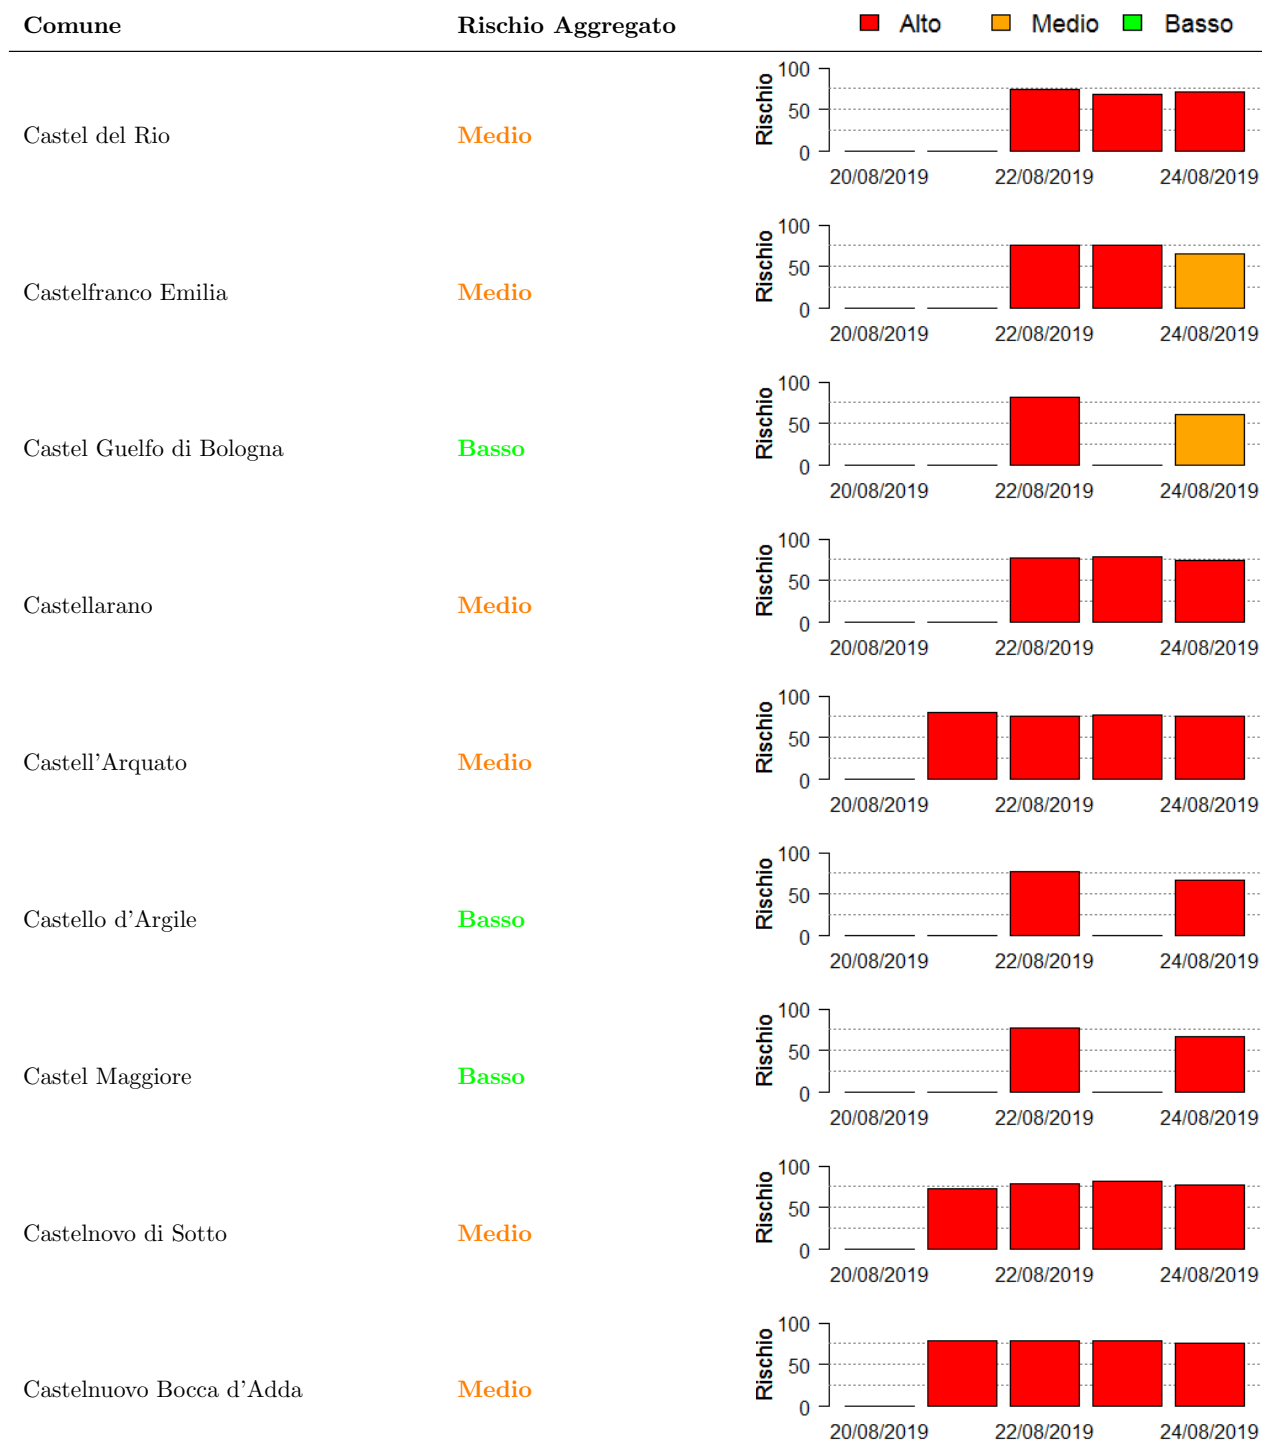 Comune Rischio Aggregato Alto Medio Basso
Castel del Rio Medio Rischio 100 50 0
20/08/2019 22/08/2019 24/08/2019
Castelfranco Emilia Medio Rischio 100 50 0
20/08/2019 22/08/2019 24/08/2019
Castel Guelfo di Bologna Basso Rischio 100 50 0
20/08/2019 22/08/2019 24/08/2019
Castellarano Medio Rischio 100 50 0
20/08/2019 22/08/2019 24/08/2019
Castell'Arquato Medio Rischio 100 50 0
20/08/2019 22/08/2019 24/08/2019
Castello d'Argile Basso Rischio 100 50 0
20/08/2019 22/08/2019 24/08/2019
Castel Maggiore Basso Rischio 100 50 0
20/08/2019 22/08/2019 24/08/2019
Castelnovo di Sotto Medio Rischio 100 50 0
20/08/2019 22/08/2019 24/08/2019
Castelnuovo Bocca d'Adda Medio Rischio 100 50 0
20/08/2019 22/08/2019 24/08/2019